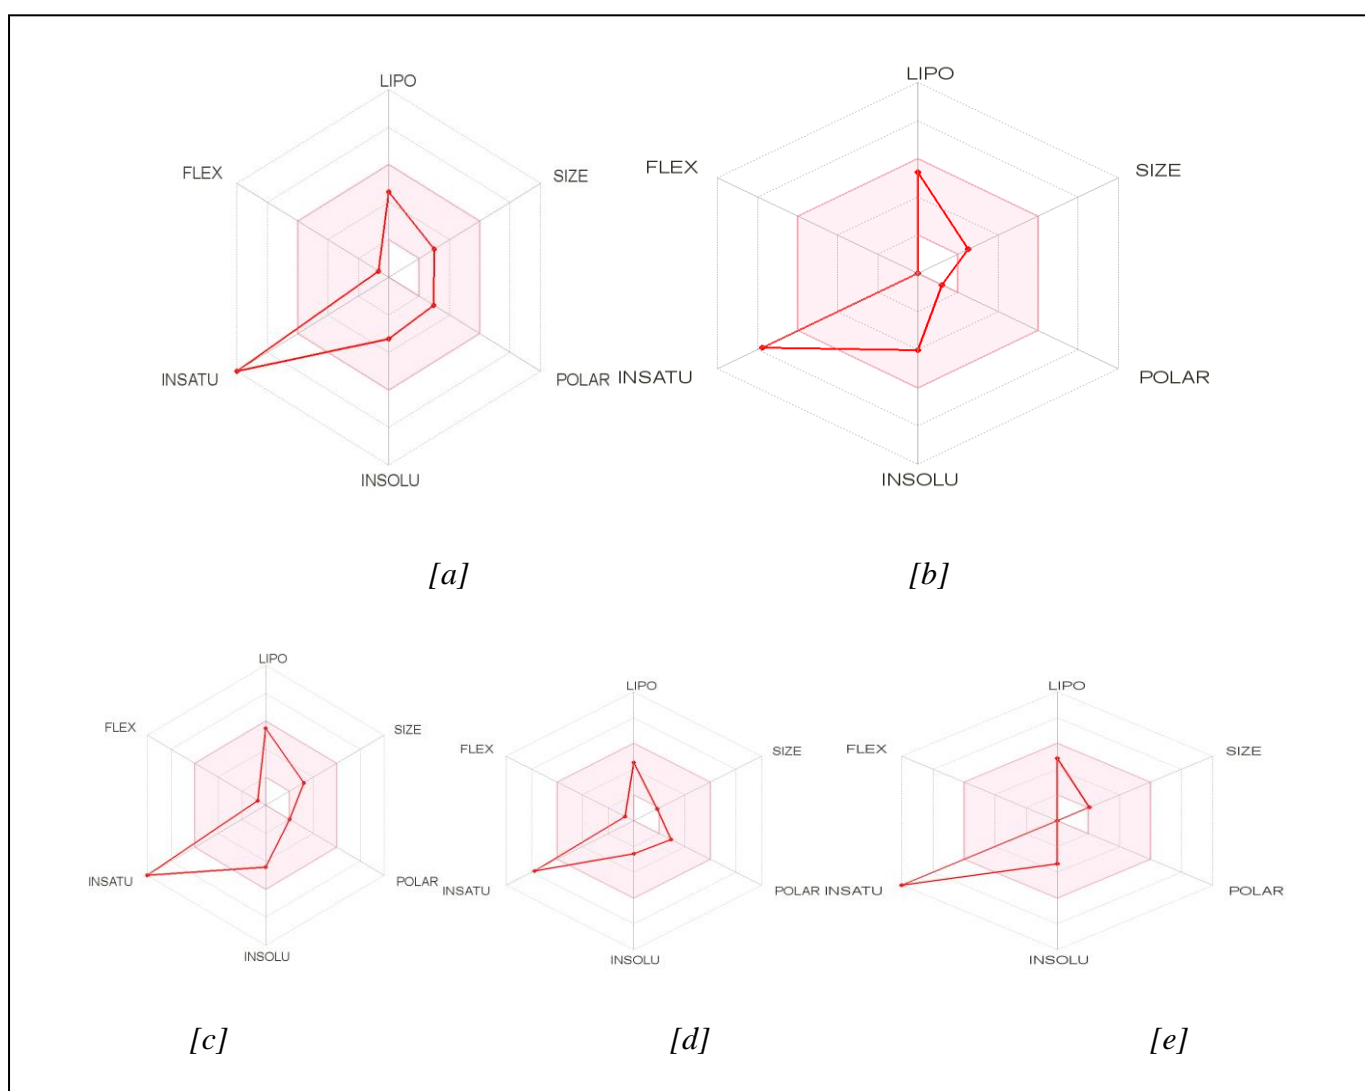 LIPO
LIPO
FLEX
SIZE
FLEX
SIZE
INSATU
POLAR
INSATU
POLAR
INSOLU
INSOLU
[a]
[b]
LIPO
LIPO
LIPO
FLEX
SIZE
FLEX
SIZE
FLEX
SIZE
INSATU
POLAR
INSATU
POLAR
INSATU
POLAR
INSOLU
INSOLU
INSOLU
[c]
[d]
[e]